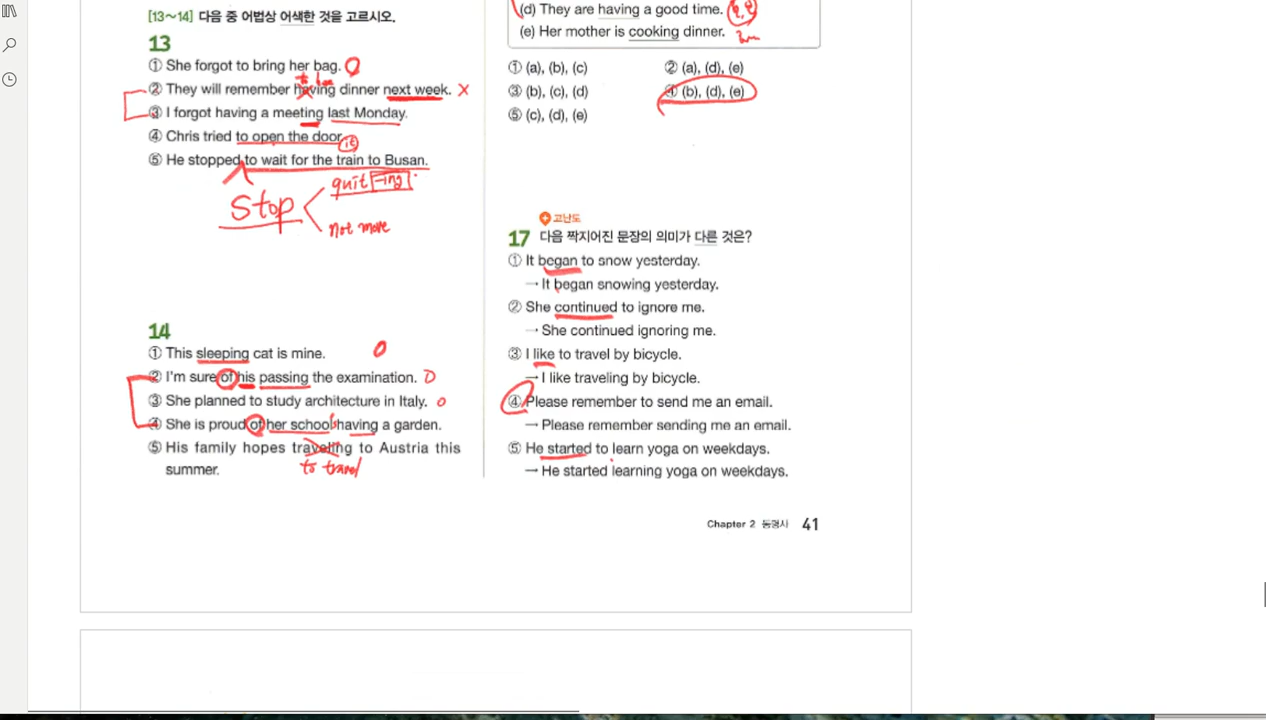 [13~14] 다음 중 어법상 어색한 것을 고르시오.
13
① She forgot to bring her bag. O
② They will remember having dinner next week. X
to have
③ I forgot having a meeting last Monday.
④ Chris tried to open the door.
⑤ He stopped to wait for the train to Busan.
Stop
quit -ing
not move
14
① This sleeping cat is mine. O
② I'm sure of his passing the examination. O
③ She planned to study architecture in Italy. O
④ She is proud of her school's having a garden.
⑤ His family hopes traveling to Austria this
summer. to travel
(d) They are having a good time.
(e) Her mother is cooking dinner.
① (a), (b), (c)
② (a), (d), (e)
③ (b), (c), (d)
④ (b), (d), (e)
⑤ (c), (d), (e)
고난도
17 다음 짝지어진 문장의 의미가 다른 것은?
① It began to snow yesterday.
→ It began snowing yesterday.
② She continued to ignore me.
→ She continued ignoring me.
③ I like to travel by bicycle.
→ I like traveling by bicycle.
④ Please remember to send me an email.
→ Please remember sending me an email.
⑤ He started to learn yoga on weekdays.
→ He started learning yoga on weekdays.
Chapter 2 동명사 41